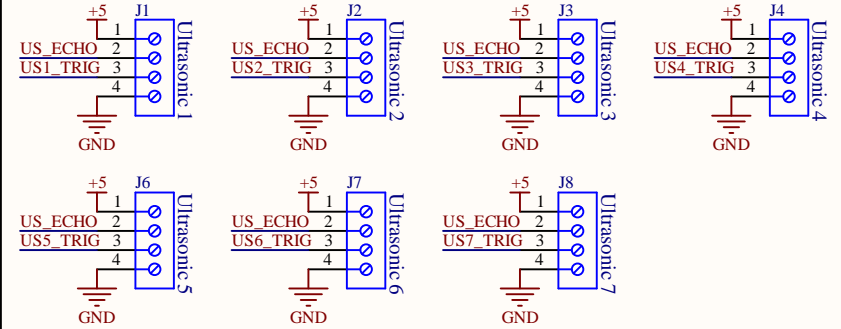 +5 J1 +5 J2 +5 J3 +5 J4
1 1 1 1
US_ECHO 2 US_ECHO 2 US_ECHO 2 US_ECHO 2
US1_TRIG 3 US2_TRIG 3 US3_TRIG 3 US4_TRIG 3
4 4 4 4
Ultrasonic 1 Ultrasonic 2 Ultrasonic 3 Ultrasonic 4
GND GND GND GND
+5 J6 +5 J7 +5 J8
1 1 1
US_ECHO 2 US_ECHO 2 US_ECHO 2
US5_TRIG 3 US6_TRIG 3 US7_TRIG 3
4 4 4
Ultrasonic 5 Ultrasonic 6 Ultrasonic 7
GND GND GND